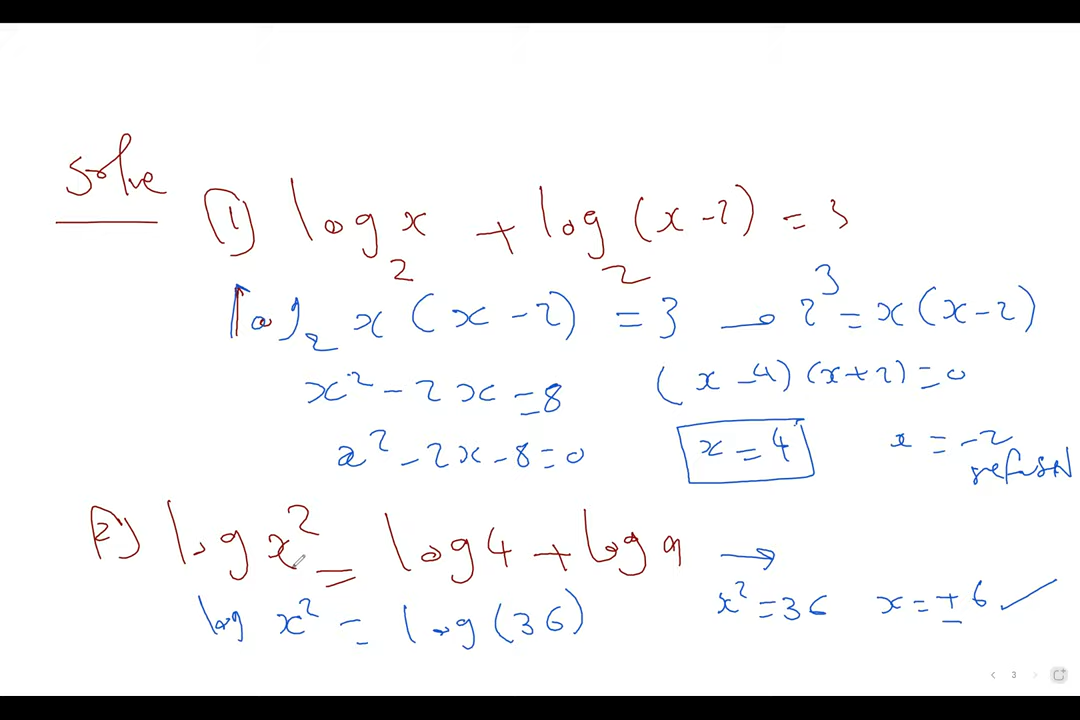 Solve
(1) log₂ x + log₂ (x-2) = 3
log₂ x (x-2) = 3 → 2³ = x(x-2)
x² - 2x = 8 (x-4)(x+2) = 0
x² - 2x - 8 = 0 x = 4 x = -2
(2) log x² = log 4 + log 9 →
log x² = log (36) x² = 36 x = ± 6 ✓
3